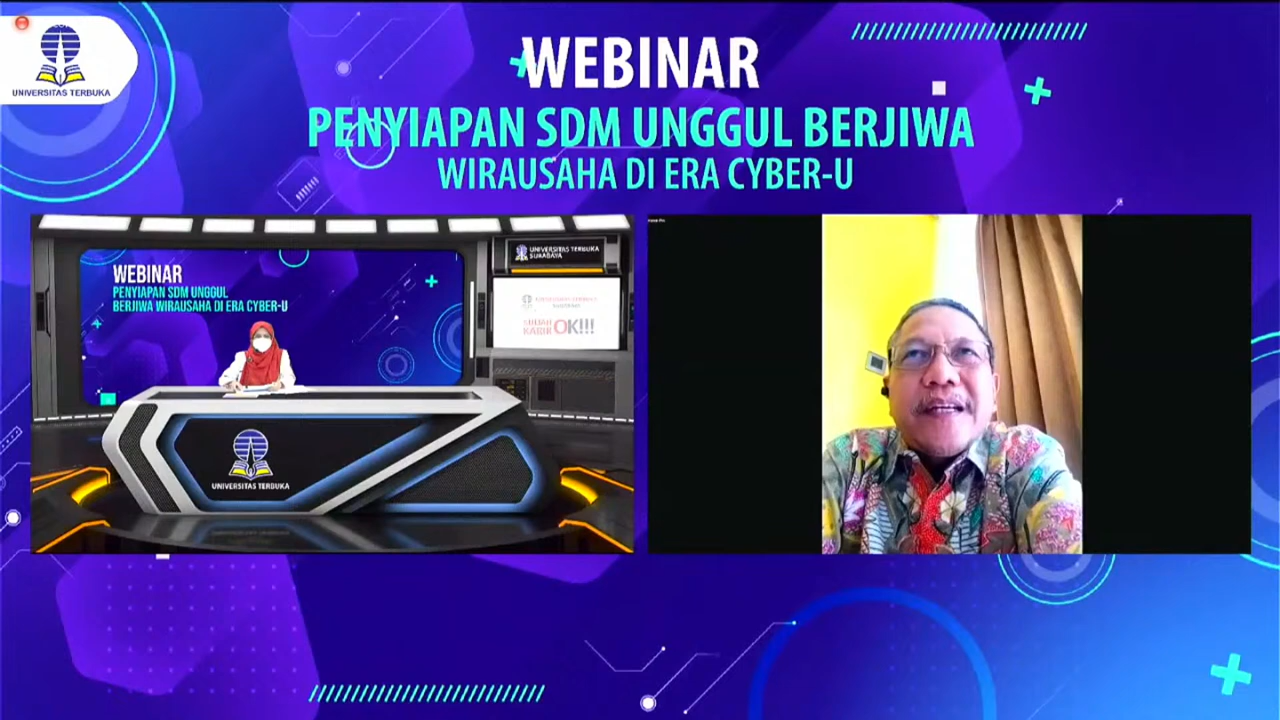 UNIVERSITAS TERBUKA
WEBINAR
PENYIAPAN SDM UNGGUL BERJIWA
WIRAUSAHA DI ERA CYBER-U
WEBINAR
PENYIAPAN SDM UNGGUL
BERJIWA WIRAUSAHA DI ERA CYBER-U
UNIVERSITAS TERBUKA
SURABAYA
OK!!!
UNIVERSITAS TERBUKA